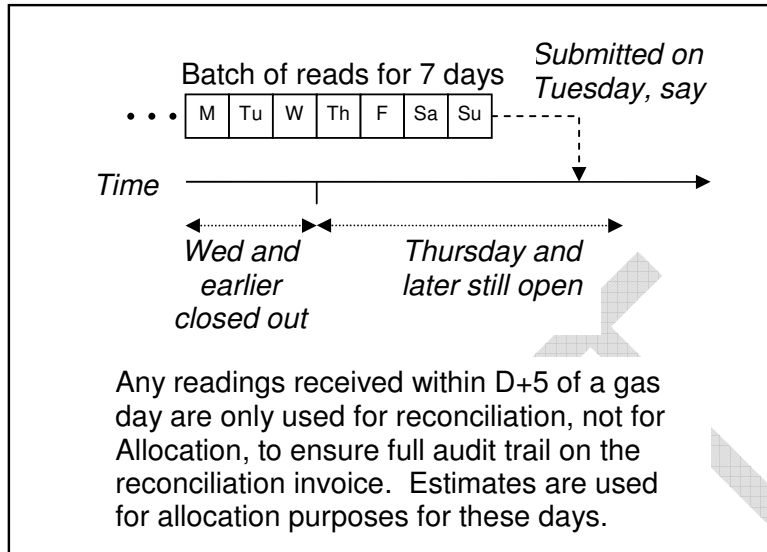 Submitted on
Tuesday, say
Batch of reads for 7 days
• • • M Tu W Th F Sa Su
Time
Wed and
earlier
closed out
Thursday and
later still open
Any readings received within D+5 of a gas
day are only used for reconciliation, not for
Allocation, to ensure full audit trail on the
reconciliation invoice.  Estimates are used
for allocation purposes for these days.